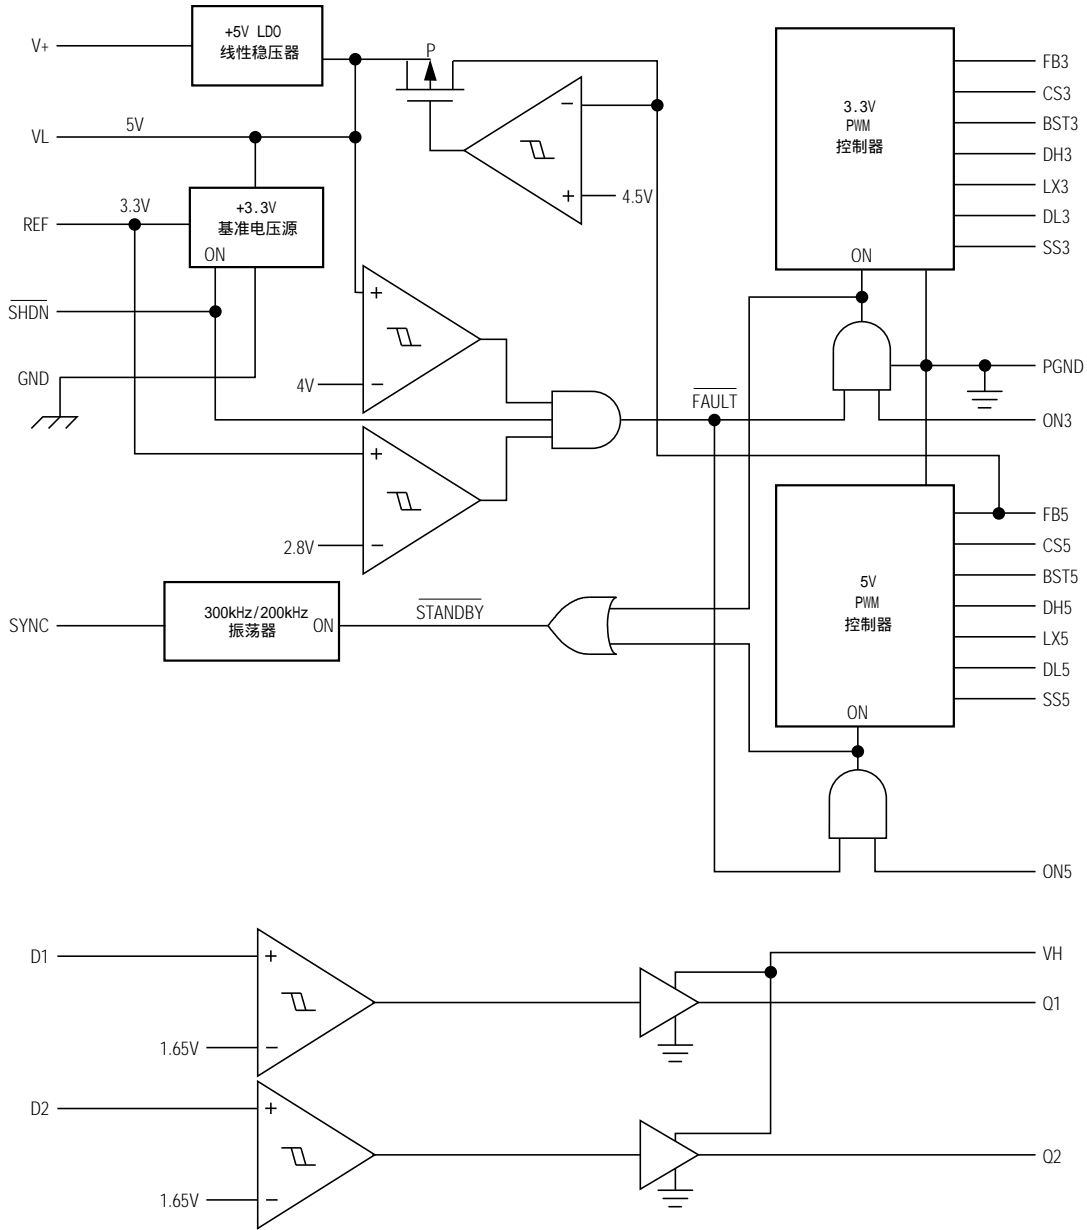 V+
+5V LDO
线性稳压器
P
VL
5V
4.5V
REF
3.3V
+3.3V
基准电压源
ON
SHDN
GND
4V
2.8V
FAULT
3.3V
PWM
控制器
ON
FB3
CS3
BST3
DH3
LX3
DL3
SS3
PGND
ON3
SYNC
300kHz/200kHz
振荡器
ON
STANDBY
5V
PWM
控制器
ON
FB5
CS5
BST5
DH5
LX5
DL5
SS5
ON5
D1
1.65V
VH
Q1
D2
1.65V
Q2